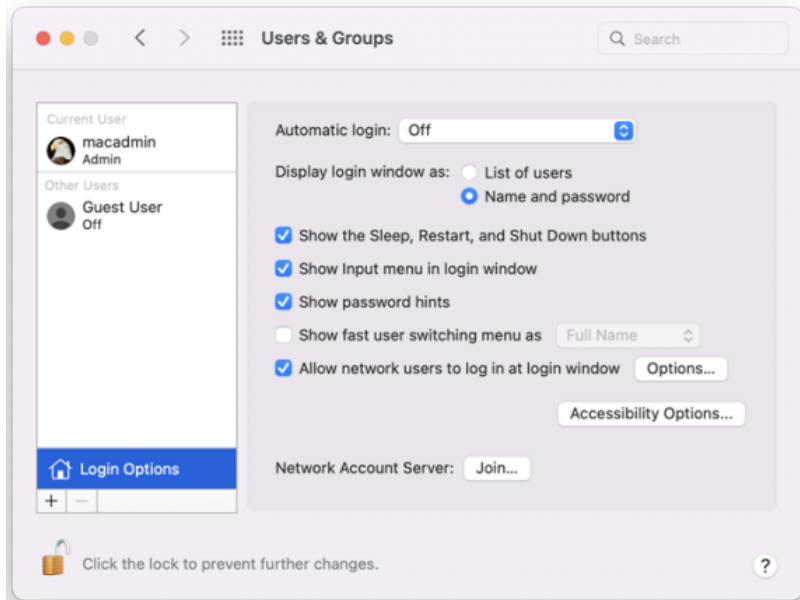 Users & Groups
Search
Current User
macadmin
Admin
Other Users
Guest User
Off
Login Options
+ −
Automatic login: Off
Display login window as: List of users
Name and password
Show the Sleep, Restart, and Shut Down buttons
Show Input menu in login window
Show password hints
Show fast user switching menu as Full Name
Allow network users to log in at login window Options...
Accessibility Options...
Network Account Server: Join...
Click the lock to prevent further changes.
?